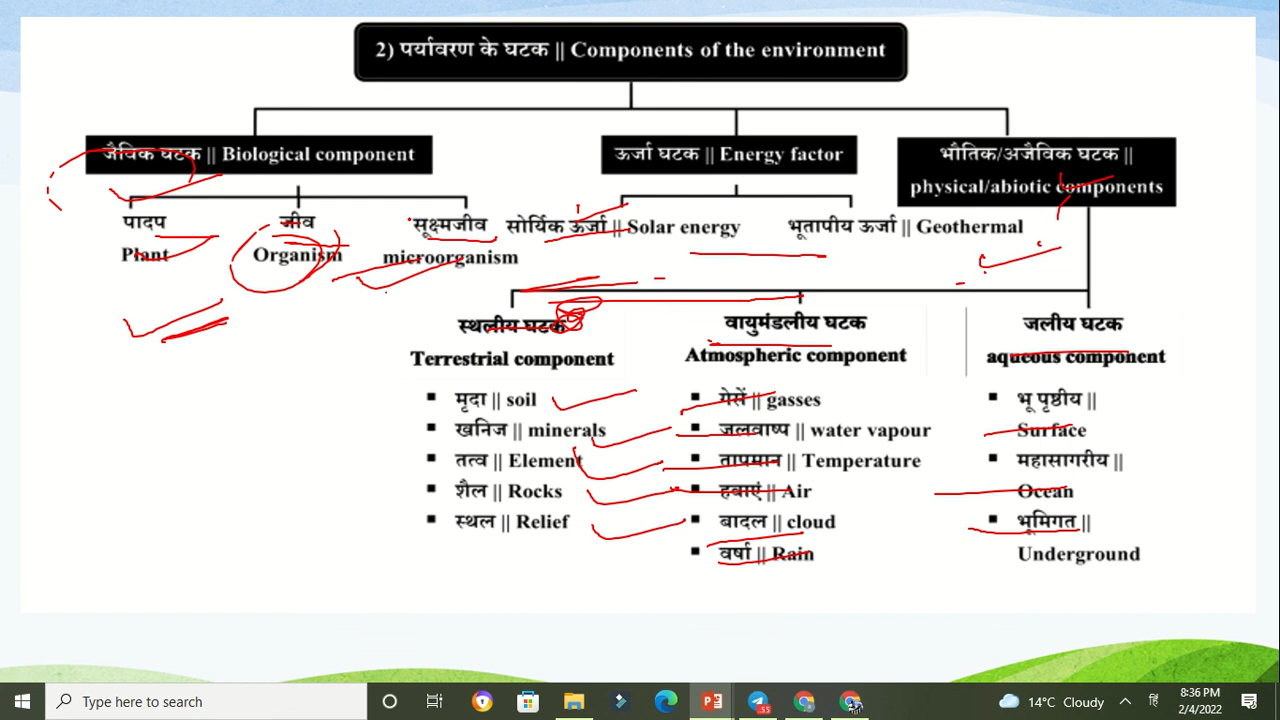 2) पर्यावरण के घटक || Components of the environment
जैविक घटक || Biological component
ऊर्जा घटक || Energy factor
भौतिक/अजैविक घटक ||
physical/abiotic components
पादप
Plant
जीव
Organism
सूक्ष्मजीव
microorganism
सोर्यिक ऊर्जा || Solar energy
भूतापीय ऊर्जा || Geothermal
स्थलीय घटक
Terrestrial component
▪ मृदा || soil
▪ खनिज || minerals
▪ तत्व || Element
▪ शैल || Rocks
▪ स्थल || Relief
वायुमंडलीय घटक
Atmospheric component
▪ गेसें || gasses
▪ जलवाष्प || water vapour
▪ तापमान || Temperature
▪ हबाएं || Air
▪ बादल || cloud
▪ वर्षा || Rain
जलीय घटक
aqueous component
▪ भू पृष्ठीय ||
Surface
▪ महासागरीय ||
Ocean
▪ भूमिगत ||
Underground
Type here to search
55
14°C Cloudy
हिं
8:36 PM
2/4/2022